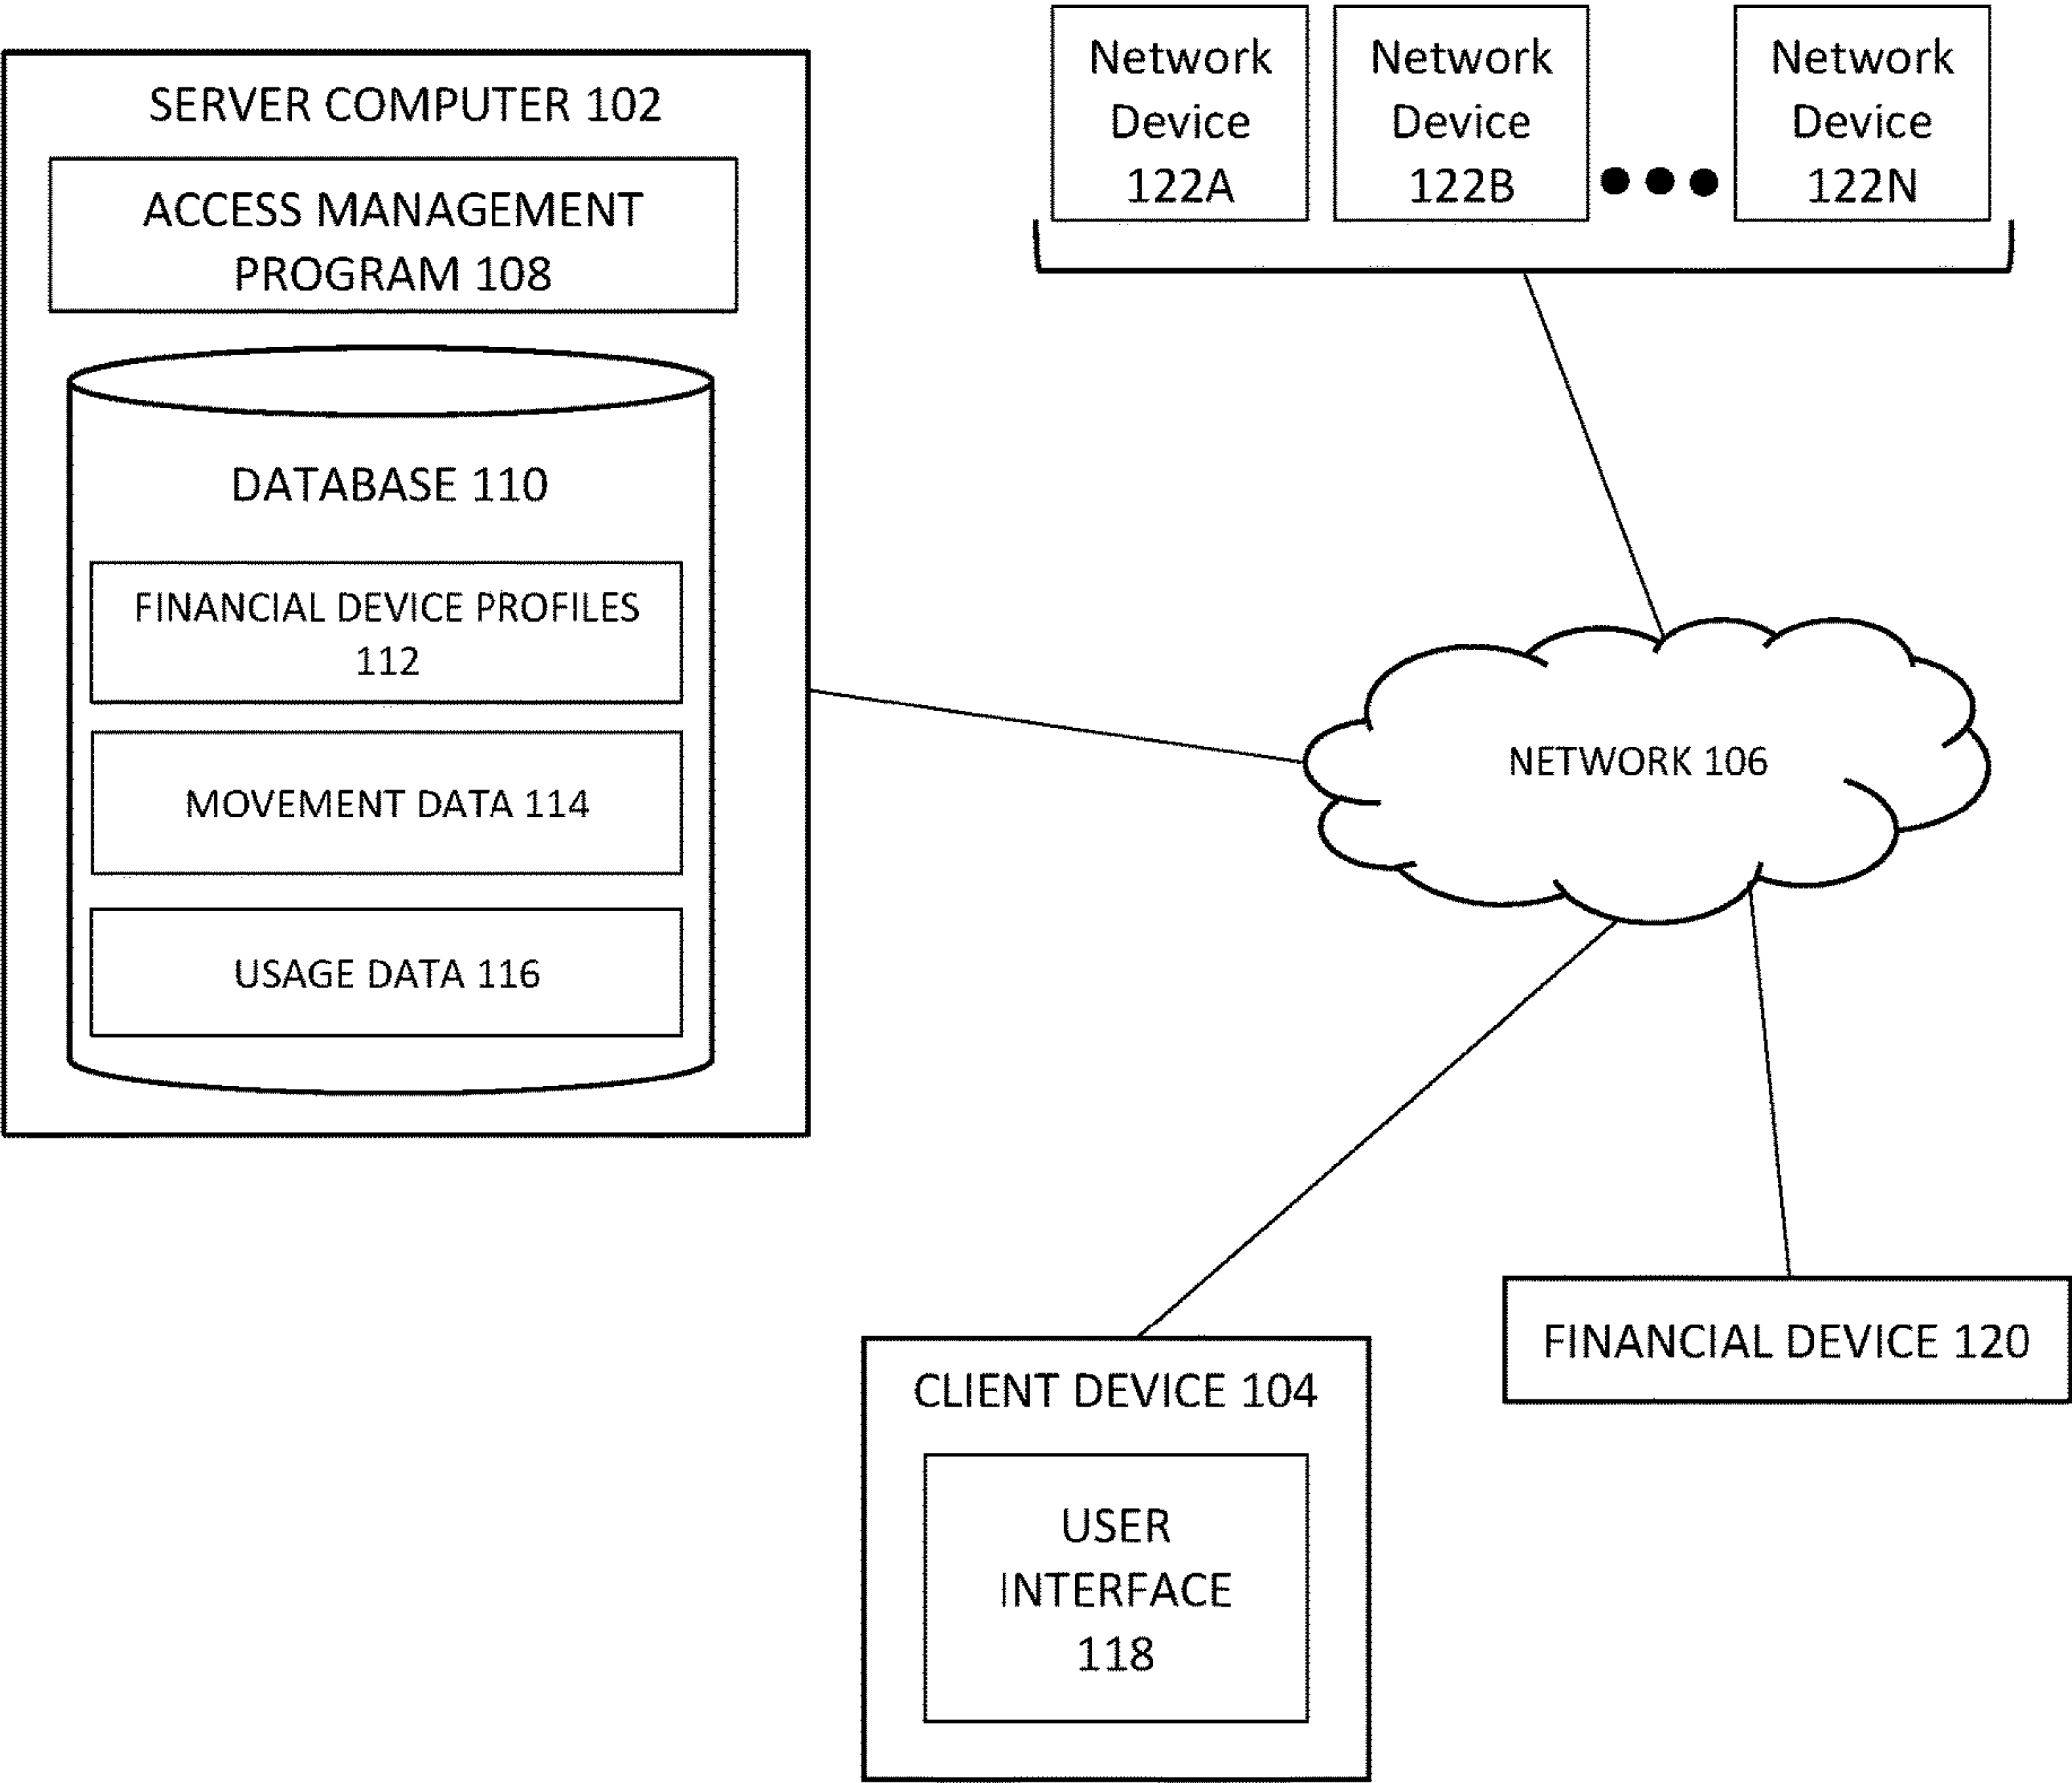 SERVER COMPUTER 102
ACCESS MANAGEMENT
PROGRAM 108
DATABASE 110
FINANCIAL DEVICE PROFILES
112
MOVEMENT DATA 114
USAGE DATA 116
Network
Device
122A
Network
Device
122B
Network
Device
122N
NETWORK 106
CLIENT DEVICE 104
USER
INTERFACE
118
FINANCIAL DEVICE 120